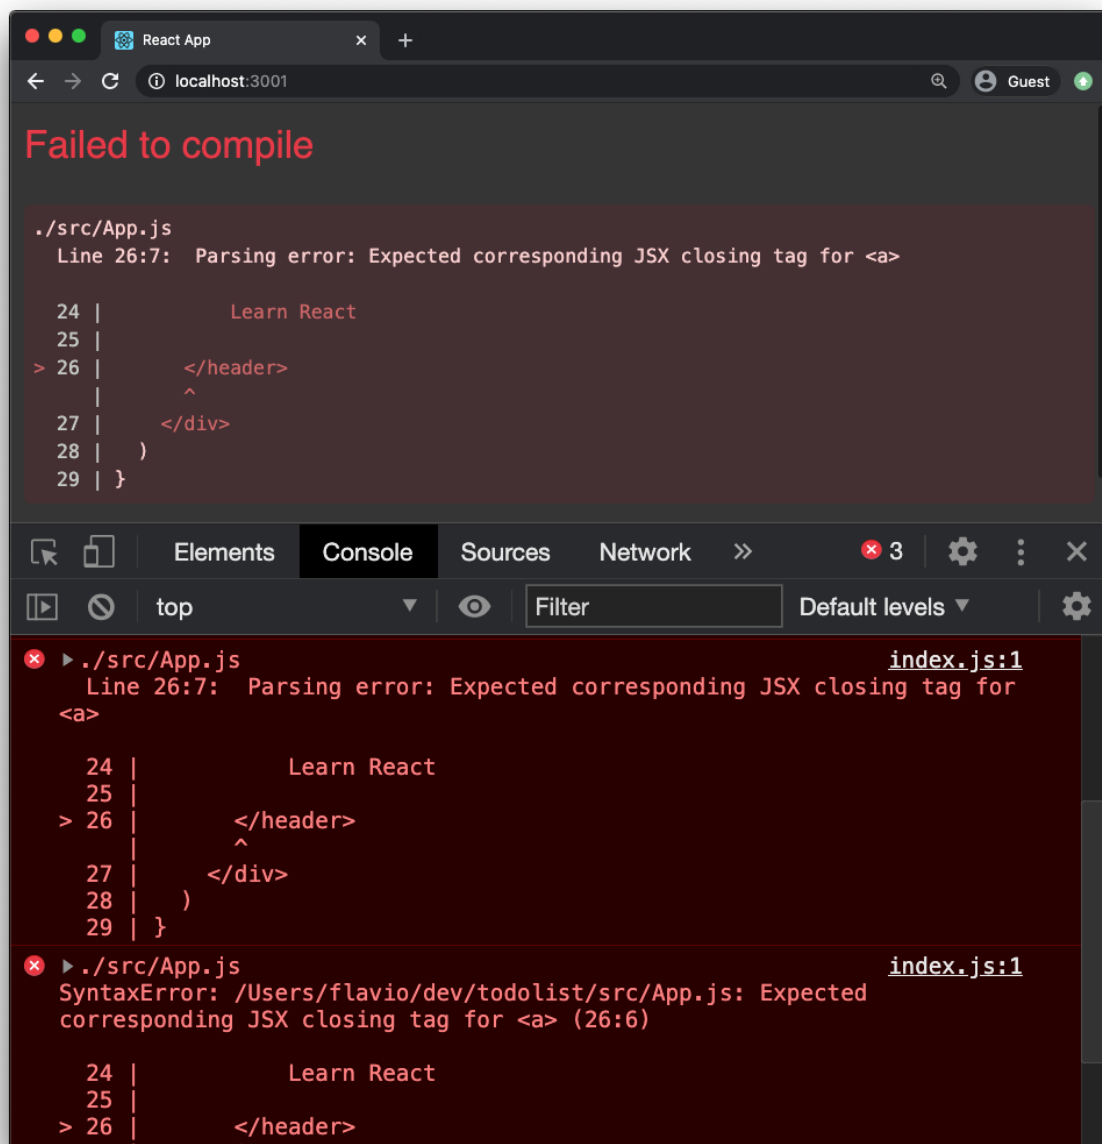 React App
localhost:3001
Guest
Failed to compile
./src/App.js
  Line 26:7:  Parsing error: Expected corresponding JSX closing tag for <a>
  24 |           Learn React
  25 |
> 26 |       </header>
     |       ^
  27 |     </div>
  28 |   )
  29 | }
Elements Console Sources Network » 3
top Filter Default levels
./src/App.js index.js:1
  Line 26:7:  Parsing error: Expected corresponding JSX closing tag for
<a>
  24 |           Learn React
  25 |
> 26 |       </header>
     |       ^
  27 |     </div>
  28 |   )
  29 | }
./src/App.js index.js:1
SyntaxError: /Users/flavio/dev/todolist/src/App.js: Expected
corresponding JSX closing tag for <a> (26:6)
  24 |           Learn React
  25 |
> 26 |       </header>